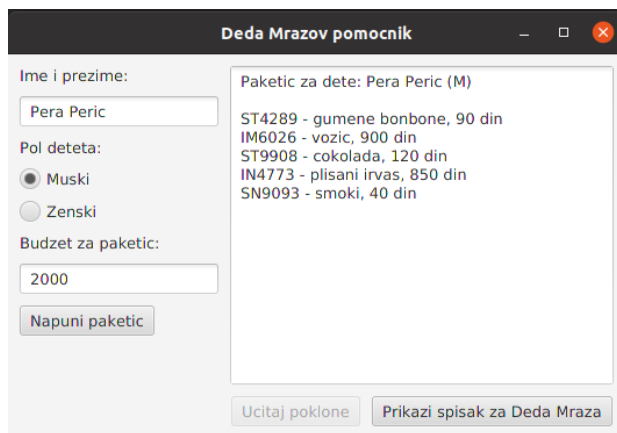 Deda Mrazov pomocnik
Ime i prezime:
Pera Peric
Pol deteta:
Muski
Zenski
Budzet za paketic:
2000
Napuni paketic
Paketic za dete: Pera Peric (M)
ST4289 - gumene bonbone, 90 din
IM6026 - vozic, 900 din
ST9908 - cokolada, 120 din
IN4773 - plisani irvas, 850 din
SN9093 - smoki, 40 din
Ucitaj poklone
Prikazi spisak za Deda Mraza